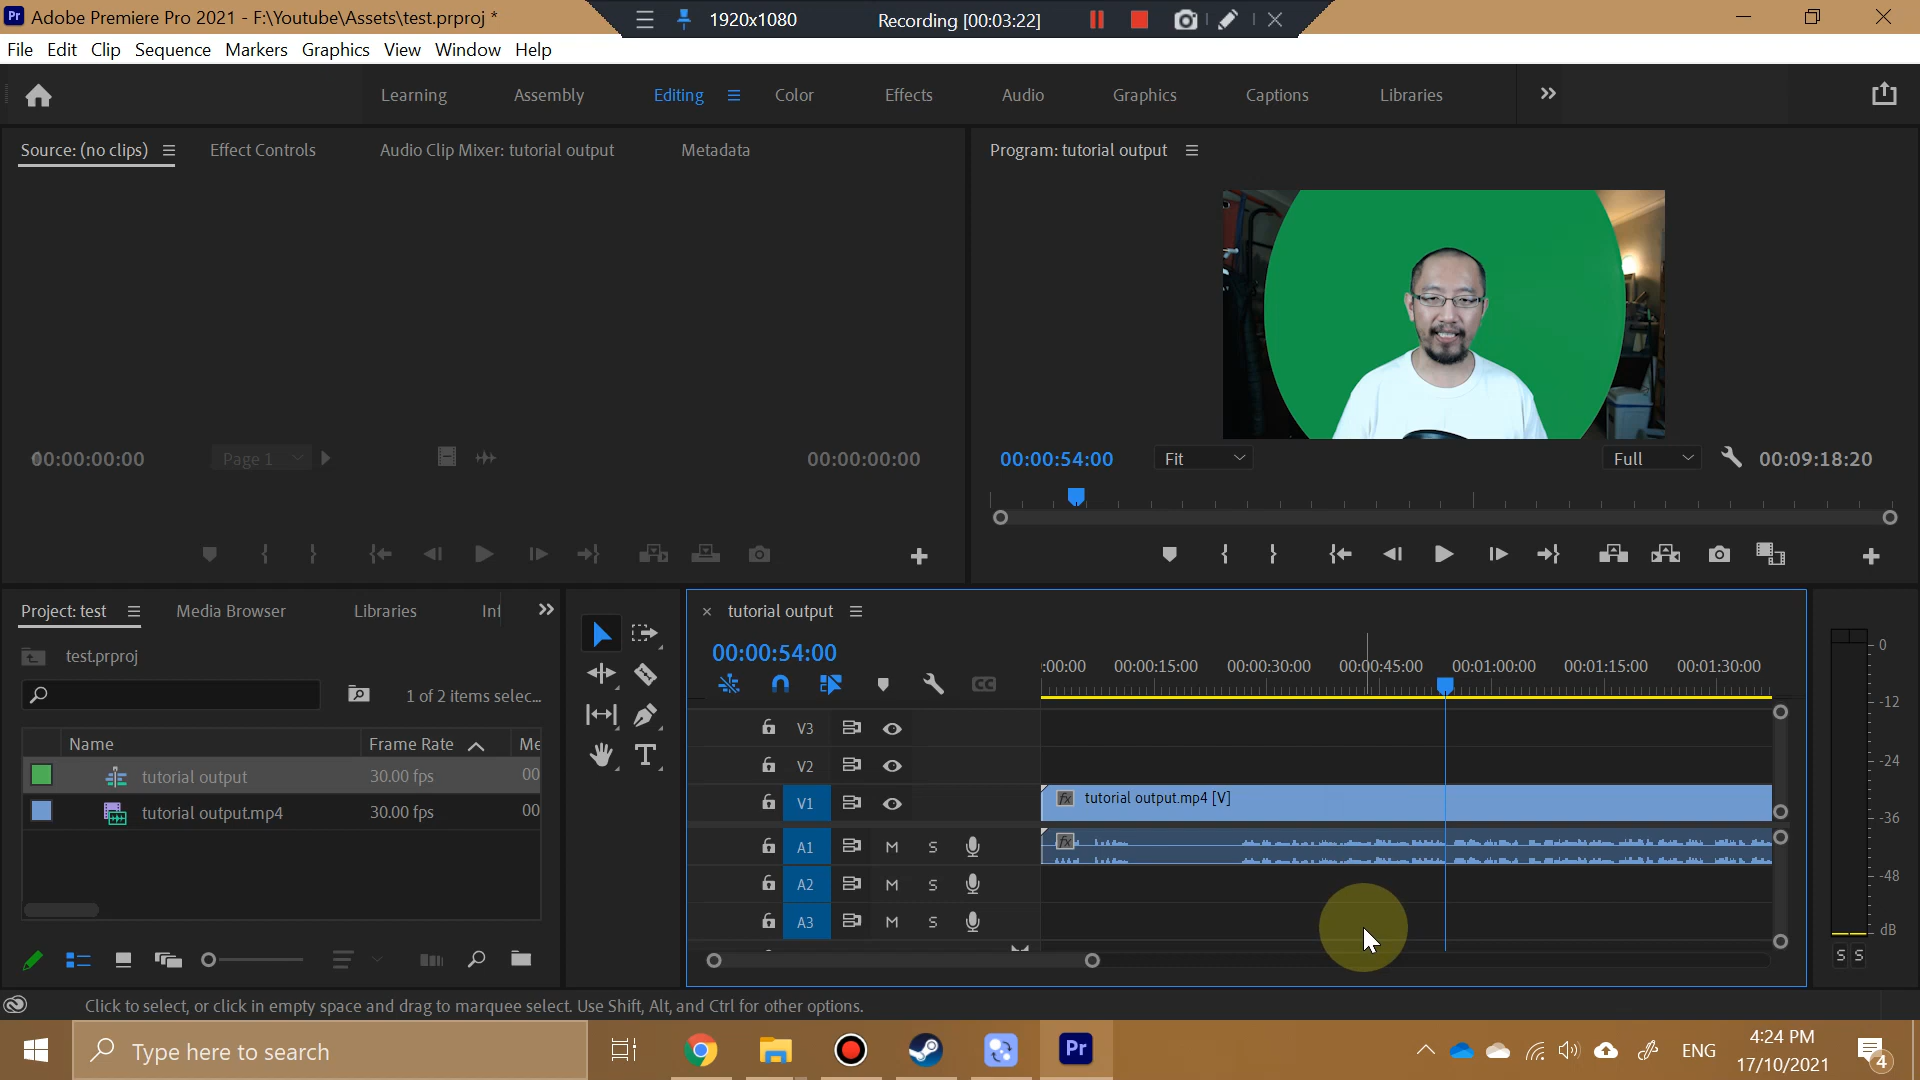 Pr Adobe Premiere Pro 2021 - F:\Youtube\Assets\test.prproj *
1920x1080
Recording [00:03:22]
File Edit Clip Sequence Markers Graphics View Window Help
Learning Assembly Editing Color Effects Audio Graphics Captions Libraries
Source: (no clips) Effect Controls Audio Clip Mixer: tutorial output Metadata
Program: tutorial output
00:00:00:00 Page 1 00:00:00:00
00:00:54:00 Fit Full 00:09:18:20
Project: test Media Browser Libraries Inf
test.prproj
1 of 2 items selec...
Name Frame Rate Me
tutorial output 30.00 fps 00
tutorial output.mp4 30.00 fps 00
T
tutorial output
00:00:54:00
:00:00 00:00:15:00 00:00:30:00 00:00:45:00 00:01:00:00 00:01:15:00 00:01:30:00
CC
V3
V2
V1 fx tutorial output.mp4 [V]
A1 M S fx
A2 M S
A3 M S
0
-12
-24
-36
-48
dB
S S
Click to select, or click in empty space and drag to marquee select. Use Shift, Alt, and Ctrl for other options.
Type here to search
Pr
ENG
4:24 PM
17/10/2021
4